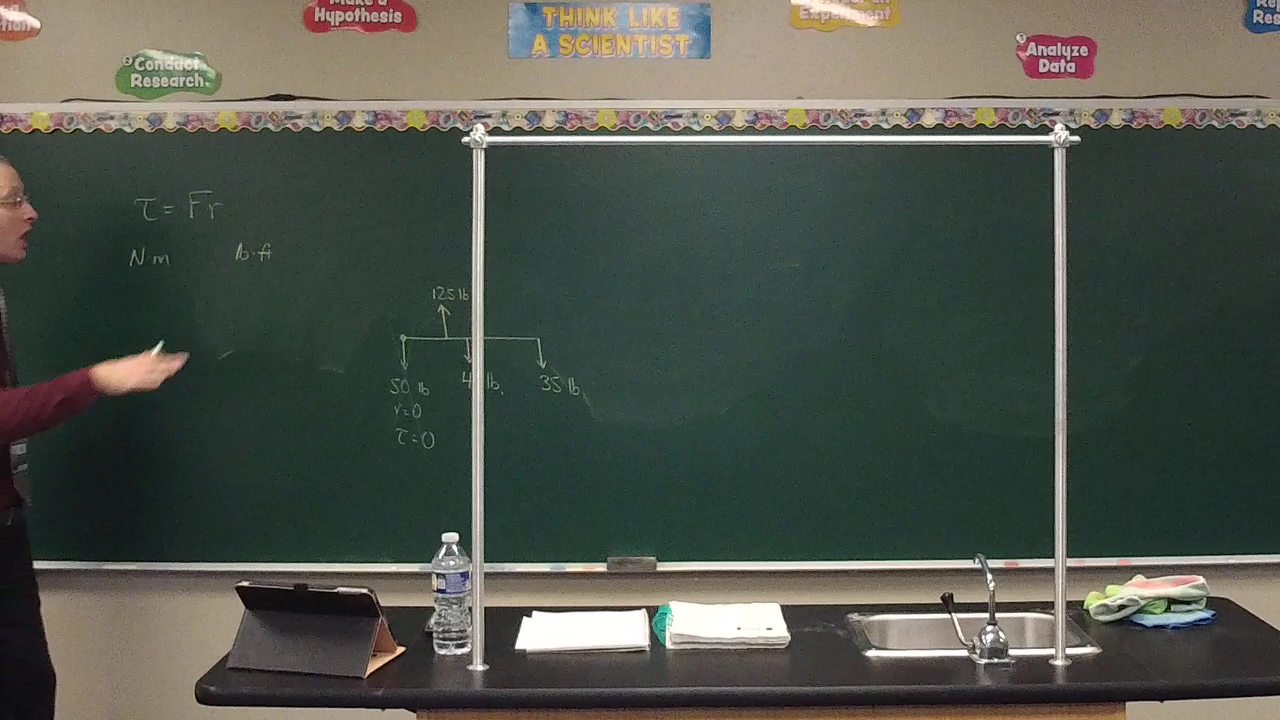 Make a
Hypothesis
THINK LIKE
A SCIENTIST
Experiment
Conduct
Research
Analyze
Data
τ = Fr
N·m lb·ft
125 lb
50 lb
lb.
35 lb
r=0
τ=0